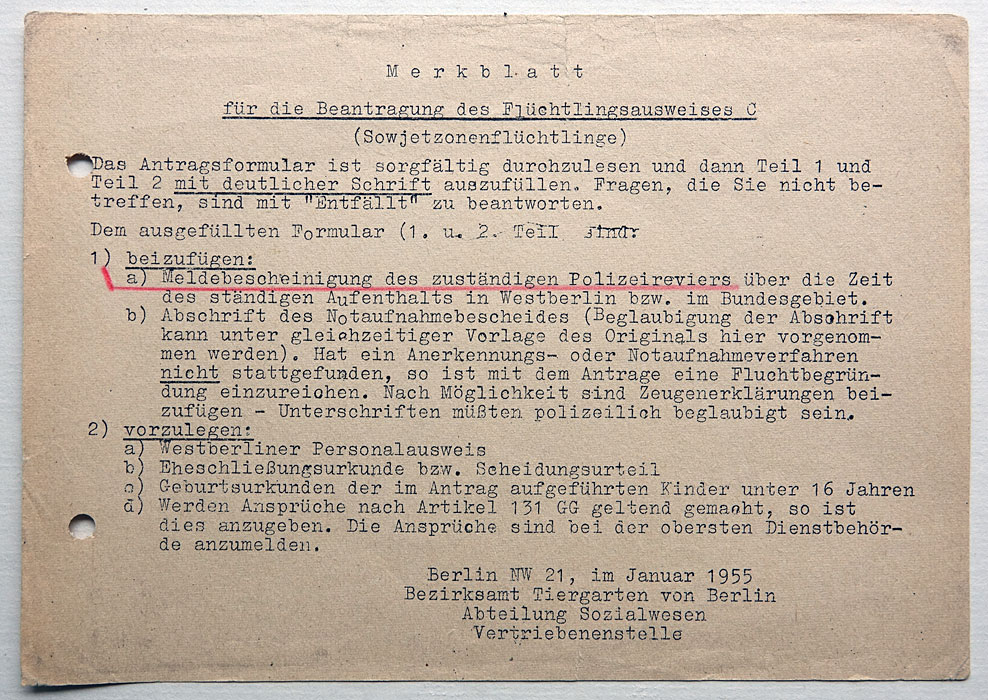 Merkblatt
für die Beantragung des Flüchtlingsausweises C
(Sowjetzonenflüchtlinge)
Das Antragsformular ist sorgfältig durchzulesen und dann Teil 1 und
Teil 2 mit deutlicher Schrift auszufüllen. Fragen, die Sie nicht be-
treffen, sind mit "Entfällt" zu beantworten.
Dem ausgefüllten Formular (1. u. 2. Teil sind:
1) beizufügen:
a) Meldebescheinigung des zuständigen Polizeireviers über die Zeit
des ständigen Aufenthalts in Westberlin bzw. im Bundesgebiet.
b) Abschrift des Notaufnahmebescheides (Beglaubigung der Abschrift
kann unter gleichzeitiger Vorlage des Originals hier vorgenom-
men werden). Hat ein Anerkennungs- oder Notaufnahmeverfahren
nicht stattgefunden, so ist mit dem Antrage eine Fluchtbegrün-
dung einzureichen. Nach Möglichkeit sind Zeugenerklärungen bei-
zufügen - Unterschriften müßten polizeilich beglaubigt sein.
2) vorzulegen:
a) Westberliner Personalausweis
b) Eheschließungsurkunde bzw. Scheidungsurteil
c) Geburtsurkunden der im Antrag aufgeführten Kinder unter 16 Jahren
d) Werden Ansprüche nach Artikel 131 GG geltend gemacht, so ist
dies anzugeben. Die Ansprüche sind bei der obersten Dienstbehör-
de anzumelden.
Berlin NW 21, im Januar 1955
Bezirksamt Tiergarten von Berlin
Abteilung Sozialwesen
Vertriebenenstelle